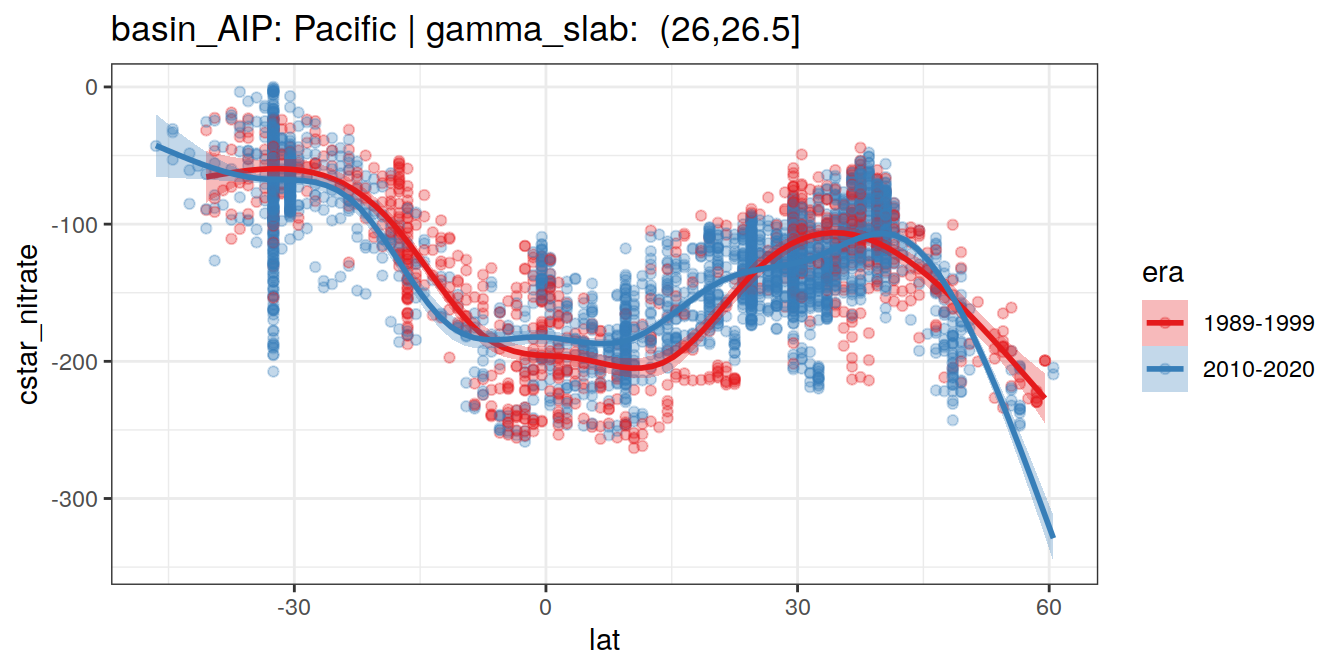 basin_AIP: Pacific | gamma_slab:  (26,26.5]
cstar_nitrate
0
-100
-200
-300
-30
0
30
60
lat
era
1989-1999
2010-2020